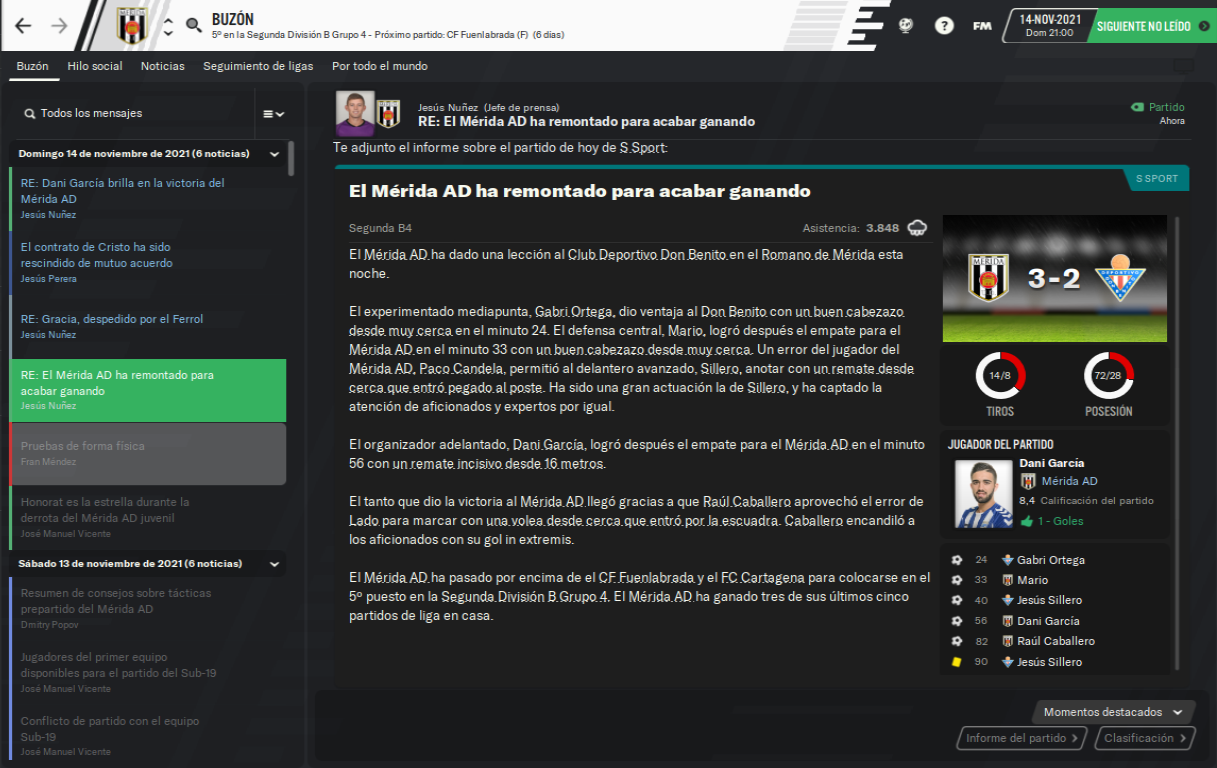 BUZÓN
5º en la Segunda División B Grupo 4 - Próximo partido: CF Fuenlabrada (F) (6 días)
?
FM
14-NOV-2021
Dom 21:00
SIGUIENTE NO LEÍDO
Buzón
Hilo social
Noticias
Seguimiento de ligas
Por todo el mundo
Todos los mensajes
Domingo 14 de noviembre de 2021 (6 noticias)
RE: Dani García brilla en la victoria del
Mérida AD
Jesús Nuñez
El contrato de Cristo ha sido
rescindido de mutuo acuerdo
Jesús Perera
RE: Gracia, despedido por el Ferrol
Jesús Nuñez
RE: El Mérida AD ha remontado para
acabar ganando
Jesús Nuñez
Pruebas de forma física
Fran Méndez
Honorat es la estrella durante la
derrota del Mérida AD juvenil
José Manuel Vicente
Sábado 13 de noviembre de 2021 (6 noticias)
Resumen de consejos sobre tácticas
prepartido del Mérida AD
Dmitry Popov
Jugadores del primer equipo
disponibles para el partido del Sub-19
José Manuel Vicente
Conflicto de partido con el equipo
Sub-19
José Manuel Vicente
Jesús Nuñez (Jefe de prensa)
RE: El Mérida AD ha remontado para acabar ganando
Partido
Ahora
Te adjunto el informe sobre el partido de hoy de S Sport:
S SPORT
El Mérida AD ha remontado para acabar ganando
Segunda B4
Asistencia: 3.848
El Mérida AD ha dado una lección al Club Deportivo Don Benito en el Romano de Mérida esta
noche.
El experimentado mediapunta, Gabri Ortega, dio ventaja al Don Benito con un buen cabezazo
desde muy cerca en el minuto 24. El defensa central, Mario, logró después el empate para el
Mérida AD en el minuto 33 con un buen cabezazo desde muy cerca. Un error del jugador del
Mérida AD, Paco Candela, permitió al delantero avanzado, Sillero, anotar con un remate desde
cerca que entró pegado al poste. Ha sido una gran actuación la de Sillero, y ha captado la
atención de aficionados y expertos por igual.
El organizador adelantado, Dani García, logró después el empate para el Mérida AD en el minuto
56 con un remate incisivo desde 16 metros.
El tanto que dio la victoria al Mérida AD llegó gracias a que Raúl Caballero aprovechó el error de
Lado para marcar con una volea desde cerca que entró por la escuadra. Caballero encandiló a
los aficionados con su gol in extremis.
El Mérida AD ha pasado por encima de el CF Fuenlabrada y el FC Cartagena para colocarse en el
5º puesto en la Segunda División B Grupo 4. El Mérida AD ha ganado tres de sus últimos cinco
partidos de liga en casa.
MÉRIDA
3-2
DEPORTIVO
14/8
TIROS
72/28
POSESIÓN
JUGADOR DEL PARTIDO
Dani García
Mérida AD
8,4 Calificación del partido
1 - Goles
24 Gabri Ortega
33 Mario
40 Jesús Sillero
56 Dani García
82 Raúl Caballero
90 Jesús Sillero
Momentos destacados
Informe del partido
Clasificación